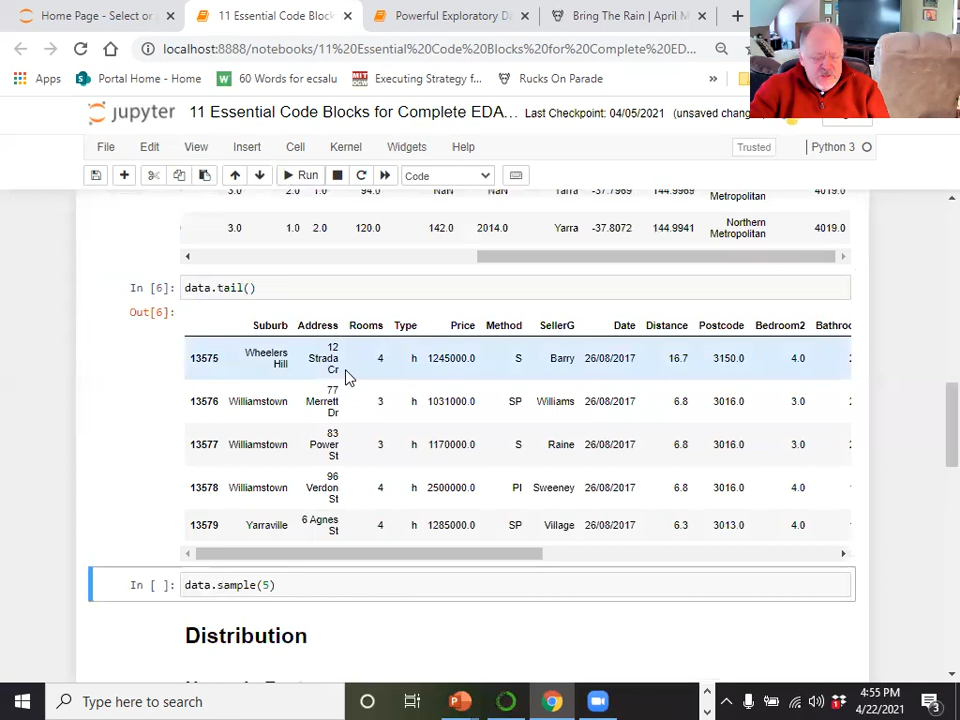 Home Page - Select or
11 Essential Code Block
Powerful Exploratory D
Bring The Rain | April M
localhost:8888/notebooks/11%20Essential%20Code%20Blocks%20for%20Complete%20ED...
Apps
Portal Home - Home
W 60 Words for ecsalu
MIT Executing Strategy f
Rucks On Parade
»
jupyter 11 Essential Code Blocks for Complete EDA... Last Checkpoint: 04/05/2021 (unsaved chang
File Edit View Insert Cell Kernel Widgets Help Trusted Python 3
Run Code
3.0 2.0 1.0 94.0 NaN NaN Yarra -37.7969 144.9969 Metropolitan 4019.0
3.0 1.0 2.0 120.0 142.0 2014.0 Yarra -37.8072 144.9941 Northern Metropolitan 4019.0
In [6]: data.tail()
Out[6]:
Suburb Address Rooms Type Price Method SellerG Date Distance Postcode Bedroom2 Bathroo
13575 Wheelers Hill 12 Strada Cr 4 h 1245000.0 S Barry 26/08/2017 16.7 3150.0 4.0
13576 Williamstown 77 Merrett Dr 3 h 1031000.0 SP Williams 26/08/2017 6.8 3016.0 3.0
13577 Williamstown 83 Power St 3 h 1170000.0 S Raine 26/08/2017 6.8 3016.0 3.0
13578 Williamstown 96 Verdon St 4 h 2500000.0 PI Sweeney 26/08/2017 6.8 3016.0 4.0
13579 Yarraville 6 Agnes St 4 h 1285000.0 SP Village 26/08/2017 6.3 3013.0 4.0
In [ ]: data.sample(5)
Distribution
Type here to search
4:55 PM
4/22/2021
3